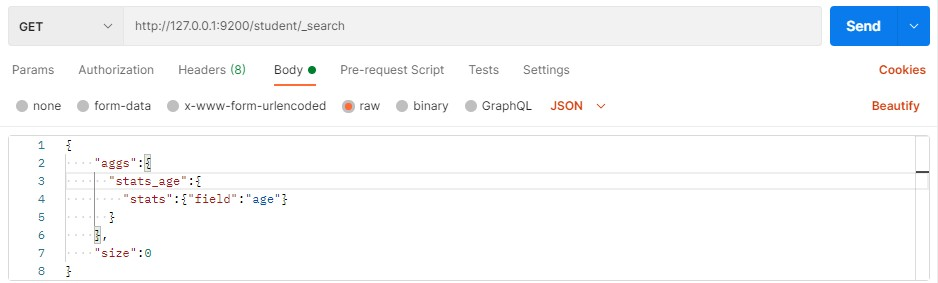 GET http://127.0.0.1:9200/student/_search Send
Params Authorization Headers (8) Body Pre-request Script Tests Settings Cookies
none form-data x-www-form-urlencoded raw binary GraphQL JSON Beautify
1 {
2 "aggs":{
3 "stats_age":{
4 "stats":{"field":"age"}
5 }
6 },
7 "size":0
8 }